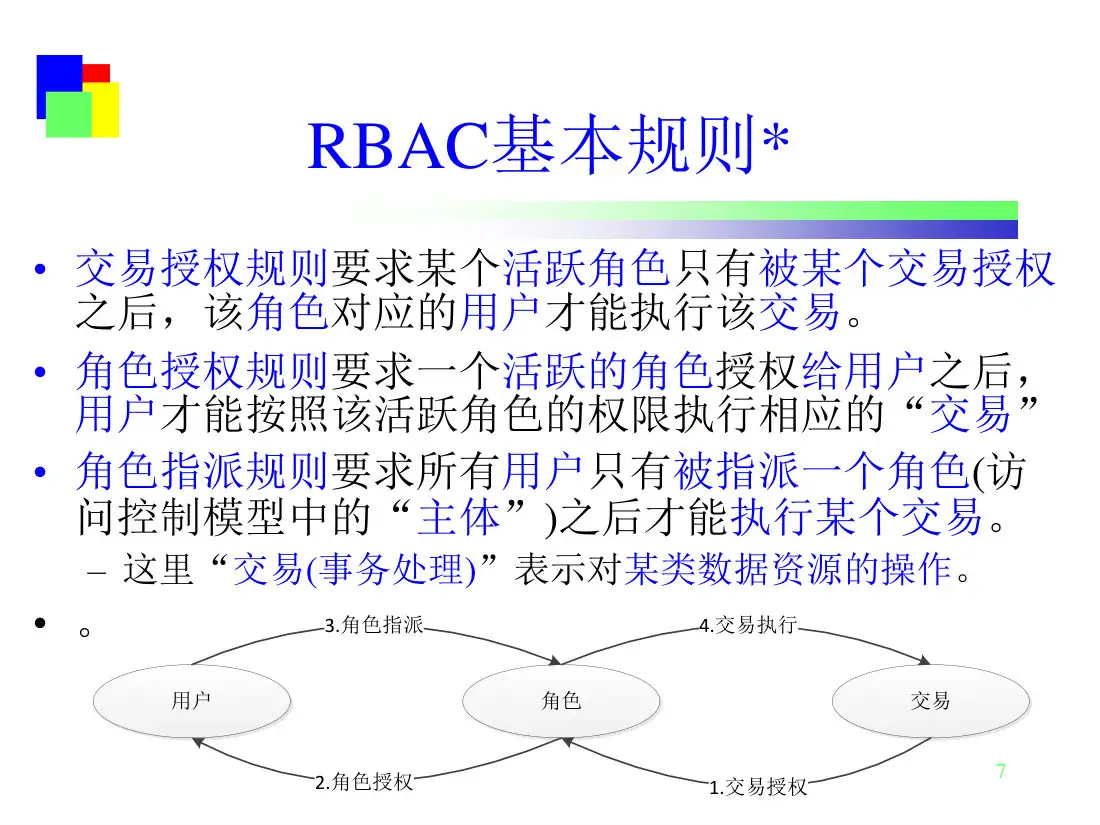 RBAC基本规则*
• 交易授权规则要求某个活跃角色只有被某个交易授权
之后，该角色对应的用户才能执行该交易。
• 角色授权规则要求一个活跃的角色授权给用户之后，
用户才能按照该活跃角色的权限执行相应的“交易”
• 角色指派规则要求所有用户只有被指派一个角色(访
问控制模型中的“主体”)之后才能执行某个交易。
– 这里“交易(事务处理)”表示对某类数据资源的操作。
• 。
3.角色指派
4.交易执行
用户
角色
交易
2.角色授权
1.交易授权
7